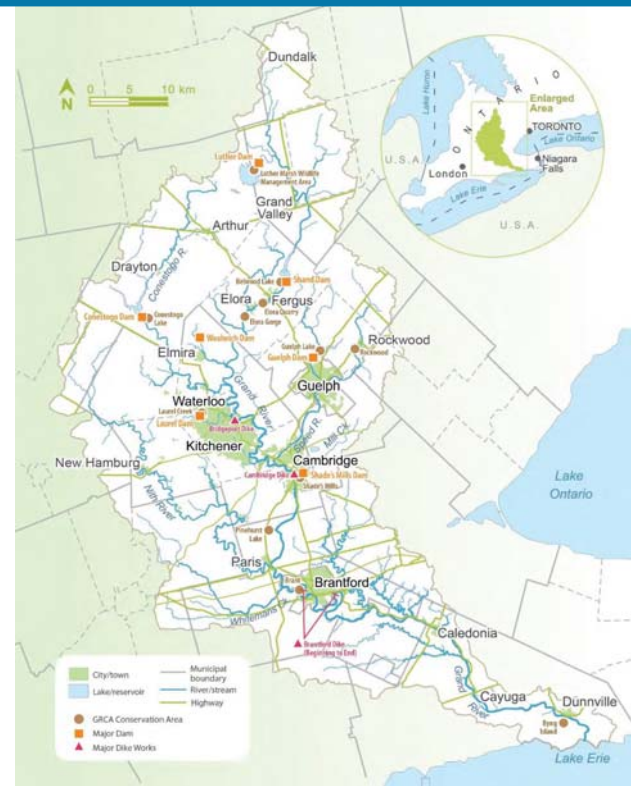 Dundalk
N
0 5 10 km
Luther Dam
Luther Marsh Wildlife
Management Area
Grand
Valley
Arthur
Drayton
Conestogo R.
Belwood Lake
Shand Dam
Elora
Fergus
Elora Quarry
Elora Gorge
Conestogo Dam
Conestogo
Lake
Woolwich Dam
Elmira
Guelph Lake
Guelph Dam
Rockwood
Rockwood
Guelph
Grand River
Waterloo
Laurel Creek
Laurel Dam
Bridgeport Dike
Kitchener
Speed R.
Mill Ck.
Cambridge
Cambridge Dike
Shade's Mills Dam
Shade's Mills
New Hamburg
Nith River
Pinehurst
Lake
Paris
Brant
Brantford
Whitemans Ck.
Brantford Dike
(Beginning to End)
Caledonia
Grand
River
Cayuga
Dunnville
Byng
Island
Lake Erie
Lake
Ontario
Lake Huron
ONTARIO
Enlarged
Area
TORONTO
Lake Ontario
U.S.A.
London
Niagara
Falls
Lake Erie
U.S.A.
City/town
Lake/reservoir
Municipal
boundary
River/stream
Highway
GRCA Conservation Area
Major Dam
Major Dike Works